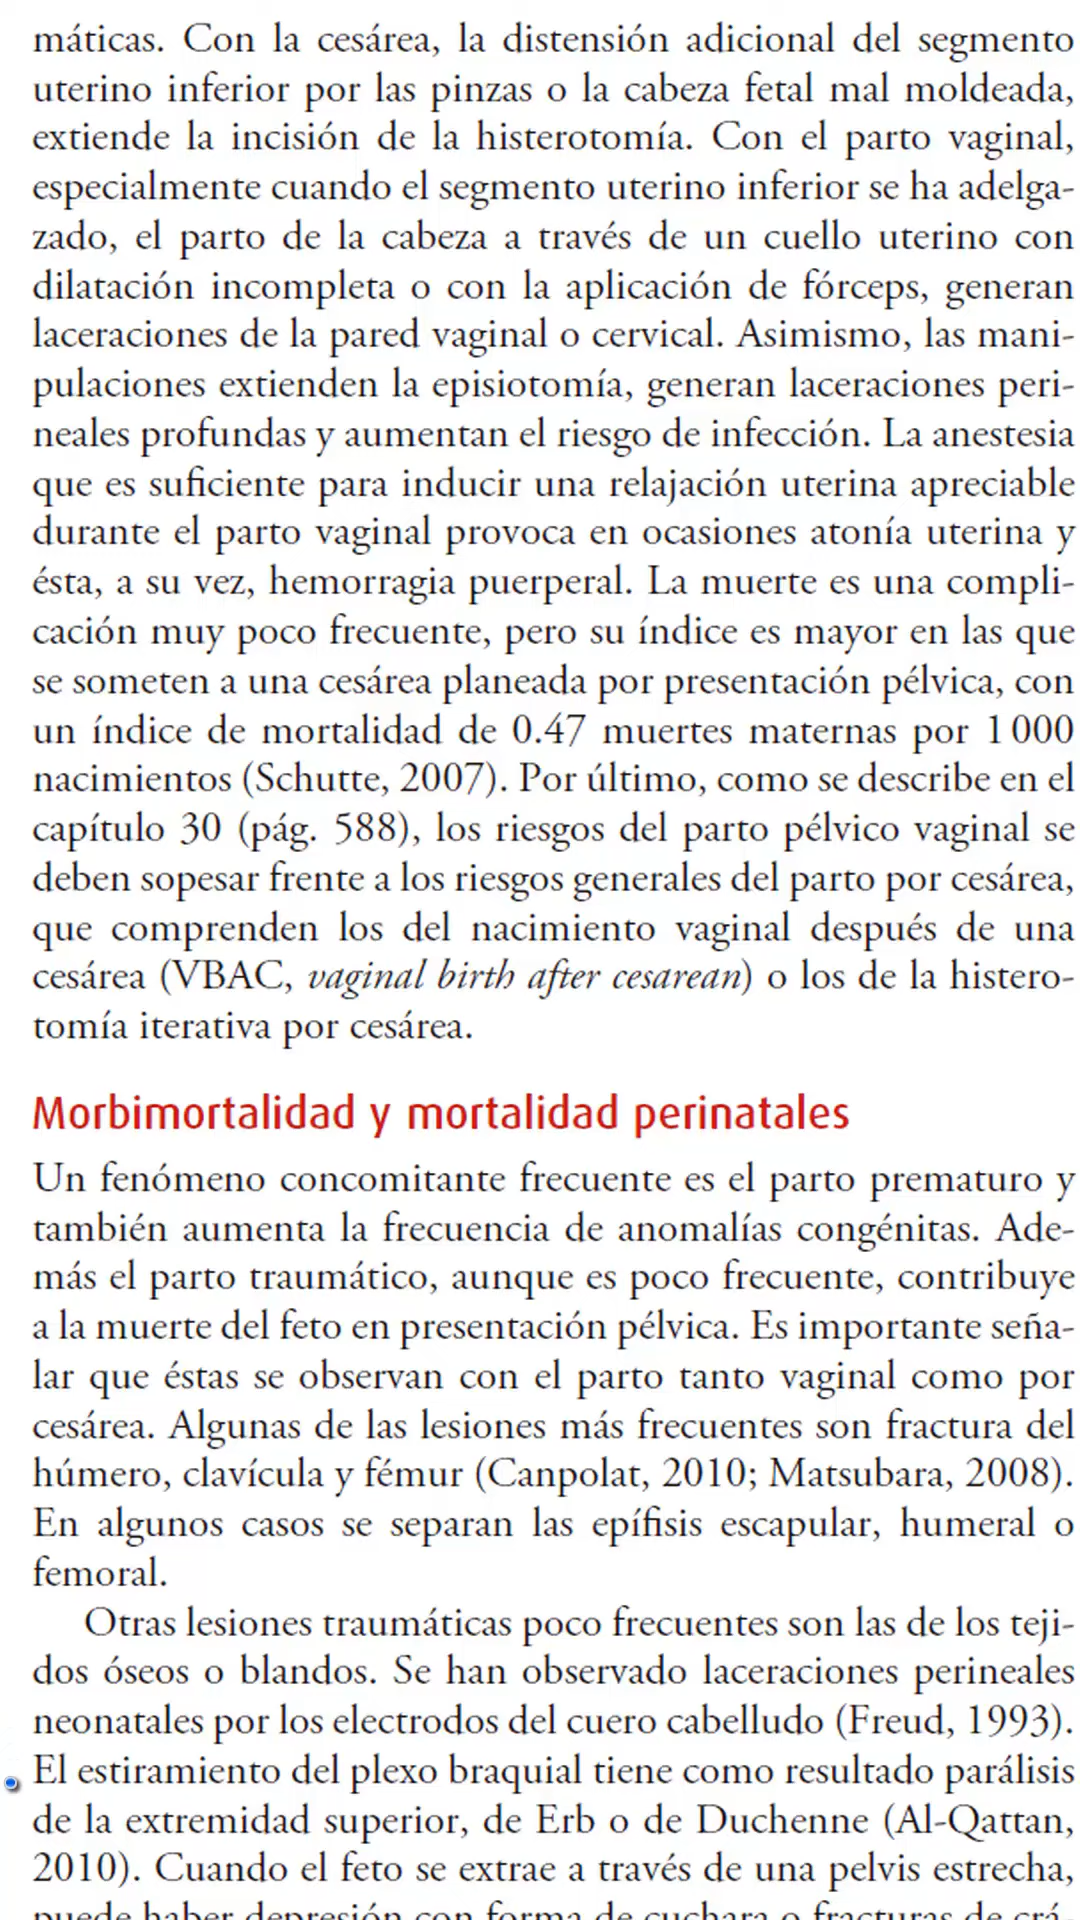 máticas. Con la cesárea, la distensión adicional del segmento
uterino inferior por las pinzas o la cabeza fetal mal moldeada,
extiende la incisión de la histerotomía. Con el parto vaginal,
especialmente cuando el segmento uterino inferior se ha adelga-
zado, el parto de la cabeza a través de un cuello uterino con
dilatación incompleta o con la aplicación de fórceps, generan
laceraciones de la pared vaginal o cervical. Asimismo, las mani-
pulaciones extienden la episiotomía, generan laceraciones peri-
neales profundas y aumentan el riesgo de infección. La anestesia
que es suficiente para inducir una relajación uterina apreciable
durante el parto vaginal provoca en ocasiones atonía uterina y
ésta, a su vez, hemorragia puerperal. La muerte es una compli-
cación muy poco frecuente, pero su índice es mayor en las que
se someten a una cesárea planeada por presentación pélvica, con
un índice de mortalidad de 0.47 muertes maternas por 1 000
nacimientos (Schutte, 2007). Por último, como se describe en el
capítulo 30 (pág. 588), los riesgos del parto pélvico vaginal se
deben sopesar frente a los riesgos generales del parto por cesárea,
que comprenden los del nacimiento vaginal después de una
cesárea (VBAC, vaginal birth after cesarean) o los de la histero-
tomía iterativa por cesárea.
Morbimortalidad y mortalidad perinatales
Un fenómeno concomitante frecuente es el parto prematuro y
también aumenta la frecuencia de anomalías congénitas. Ade-
más el parto traumático, aunque es poco frecuente, contribuye
a la muerte del feto en presentación pélvica. Es importante seña-
lar que éstas se observan con el parto tanto vaginal como por
cesárea. Algunas de las lesiones más frecuentes son fractura del
húmero, clavícula y fémur (Canpolat, 2010; Matsubara, 2008).
En algunos casos se separan las epífisis escapular, humeral o
femoral.
Otras lesiones traumáticas poco frecuentes son las de los teji-
dos óseos o blandos. Se han observado laceraciones perineales
neonatales por los electrodos del cuero cabelludo (Freud, 1993).
El estiramiento del plexo braquial tiene como resultado parálisis
de la extremidad superior, de Erb o de Duchenne (Al-Qattan,
2010). Cuando el feto se extrae a través de una pelvis estrecha,
puede haber depresión con forma de cuchara o fracturas de crá-